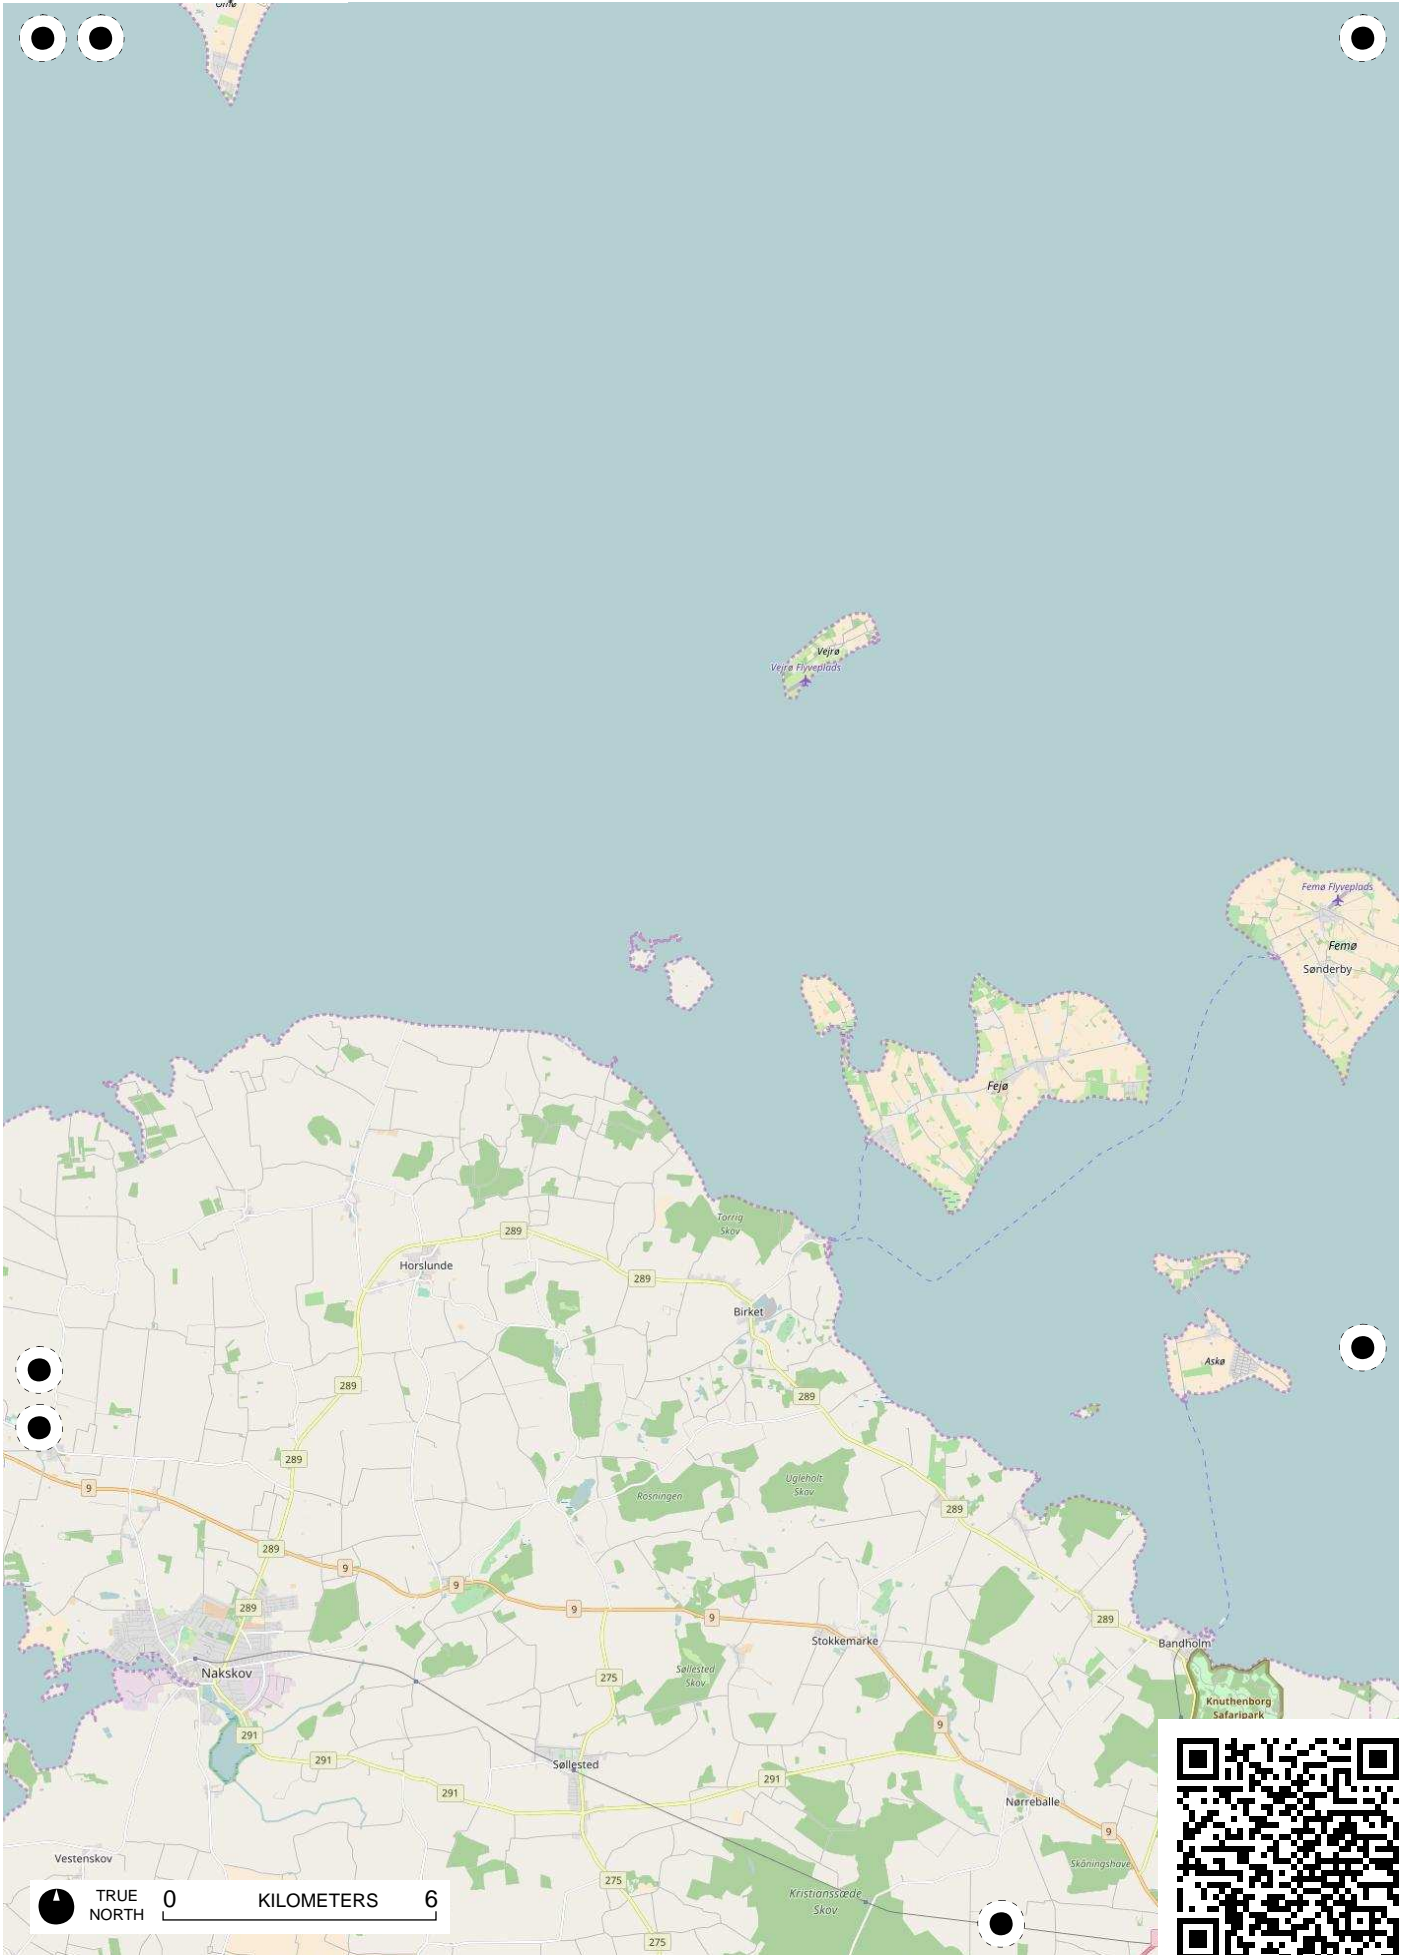 Omø
Vejrø
Vejrø Flyveplads
Femø Flyveplads
Femø
Sønderby
Fejø
Torrig
Skov
289
Horslunde
289
Birket
Askø
289
289
289
Ugleholt
Skov
Rosningen
9
289
289
9
9
289
9
9
289
Stokkemarke
Bandholm
Nakskov
Søllested
Skov
275
Knuthenborg
Safaripark
9
291
291
Søllested
291
291
Nørreballe
9
Vestenskov
Skåningshave
275
Kristianssæde
Skov
TRUE
NORTH
0 KILOMETERS 6
275